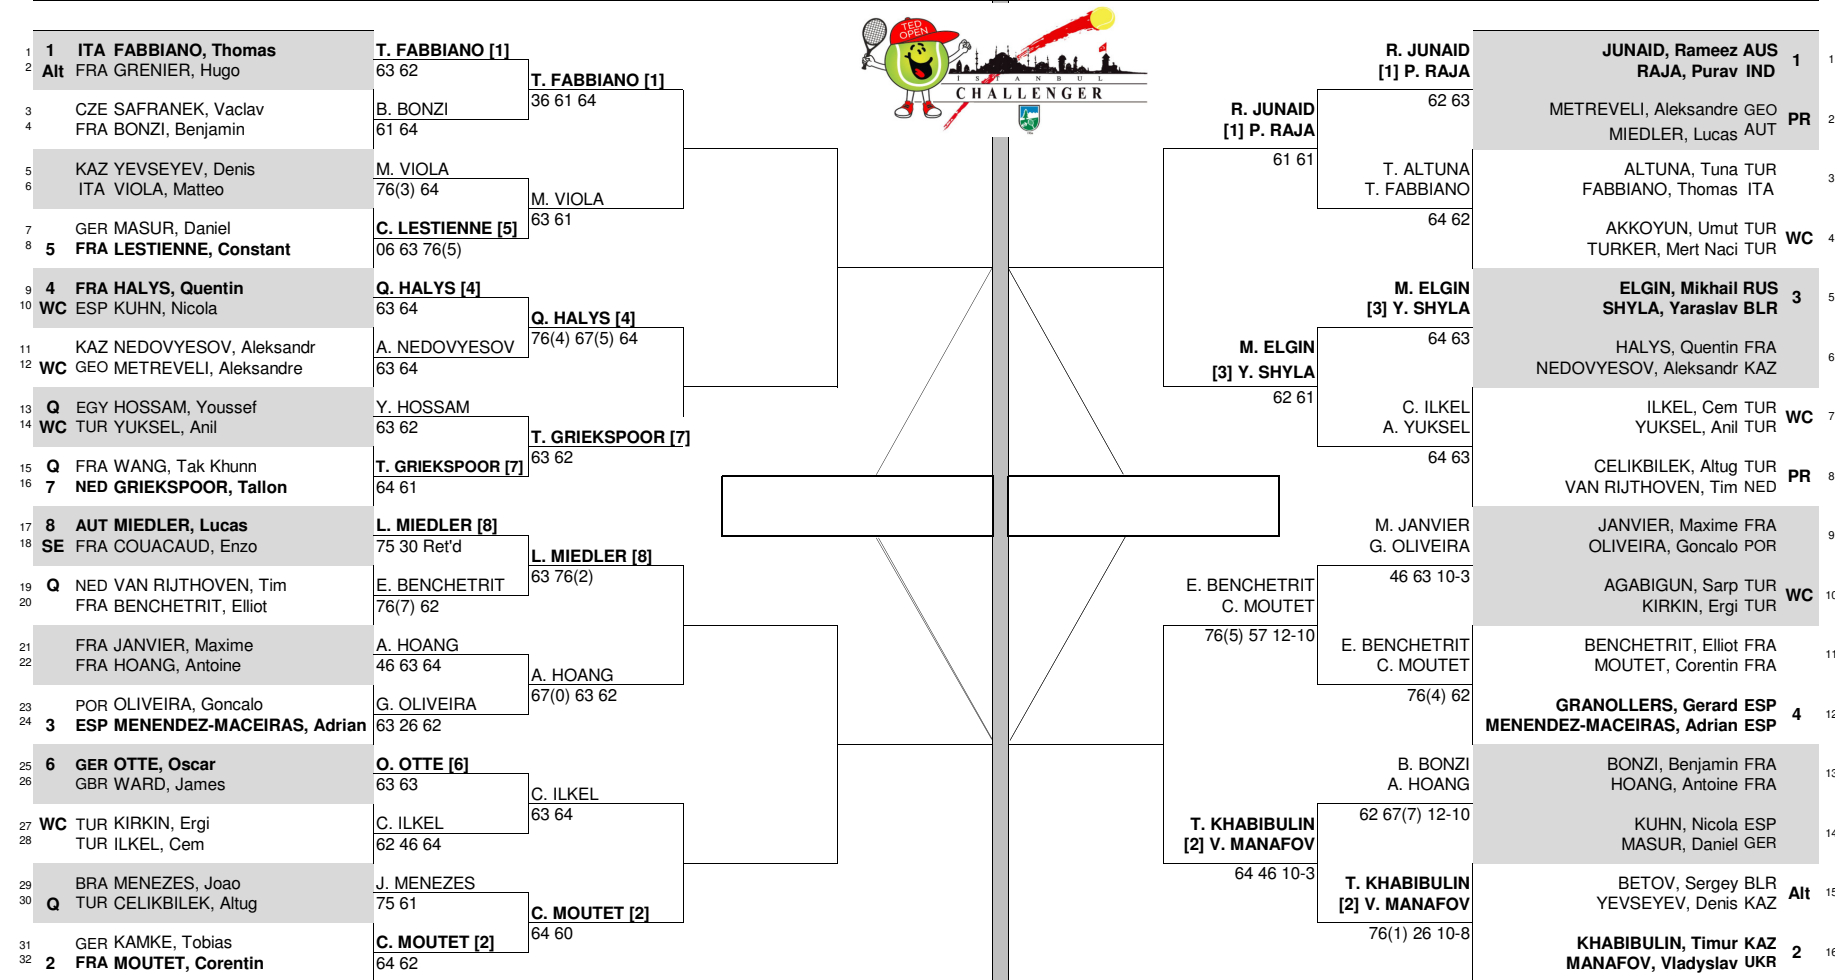 TED
OPEN
ISTANBUL
CHALLENGER
1 1 ITA FABBIANO, Thomas
2 Alt FRA GRENIER, Hugo
3 CZE SAFRANEK, Vaclav
4 FRA BONZI, Benjamin
5 KAZ YEVSEYEV, Denis
6 ITA VIOLA, Matteo
7 GER MASUR, Daniel
8 5 FRA LESTIENNE, Constant
9 4 FRA HALYS, Quentin
10 WC ESP KUHN, Nicola
11 KAZ NEDOVYESOV, Aleksandr
12 WC GEO METREVELI, Aleksandre
13 Q EGY HOSSAM, Youssef
14 WC TUR YUKSEL, Anil
15 Q FRA WANG, Tak Khunn
16 7 NED GRIEKSPOOR, Tallon
17 8 AUT MIEDLER, Lucas
18 SE FRA COUACAUD, Enzo
19 Q NED VAN RIJTHOVEN, Tim
20 FRA BENCHETRIT, Elliot
21 FRA JANVIER, Maxime
22 FRA HOANG, Antoine
23 POR OLIVEIRA, Goncalo
24 3 ESP MENENDEZ-MACEIRAS, Adrian
25 6 GER OTTE, Oscar
26 GBR WARD, James
27 WC TUR KIRKIN, Ergi
28 TUR ILKEL, Cem
29 BRA MENEZES, Joao
30 Q TUR CELIKBILEK, Altug
31 GER KAMKE, Tobias
32 2 FRA MOUTET, Corentin
T. FABBIANO [1]
63 62
B. BONZI
61 64
M. VIOLA
76(3) 64
C. LESTIENNE [5]
06 63 76(5)
Q. HALYS [4]
63 64
A. NEDOVYESOV
63 64
Y. HOSSAM
63 62
T. GRIEKSPOOR [7]
64 61
L. MIEDLER [8]
75 30 Ret'd
E. BENCHETRIT
76(7) 62
A. HOANG
46 63 64
G. OLIVEIRA
63 26 62
O. OTTE [6]
63 63
C. ILKEL
62 46 64
J. MENEZES
75 61
C. MOUTET [2]
64 62
T. FABBIANO [1]
36 61 64
M. VIOLA
63 61
Q. HALYS [4]
76(4) 67(5) 64
T. GRIEKSPOOR [7]
63 62
L. MIEDLER [8]
63 76(2)
A. HOANG
67(0) 63 62
C. ILKEL
63 64
C. MOUTET [2]
64 60
R. JUNAID
[1] P. RAJA
61 61
M. ELGIN
[3] Y. SHYLA
62 61
E. BENCHETRIT
C. MOUTET
76(5) 57 12-10
T. KHABIBULIN
[2] V. MANAFOV
64 46 10-3
R. JUNAID
[1] P. RAJA
62 63
T. ALTUNA
T. FABBIANO
64 62
M. ELGIN
[3] Y. SHYLA
64 63
C. ILKEL
A. YUKSEL
64 63
M. JANVIER
G. OLIVEIRA
46 63 10-3
E. BENCHETRIT
C. MOUTET
76(4) 62
B. BONZI
A. HOANG
62 67(7) 12-10
T. KHABIBULIN
[2] V. MANAFOV
76(1) 26 10-8
JUNAID, Rameez AUS
RAJA, Purav IND
1 1
METREVELI, Aleksandre GEO
MIEDLER, Lucas AUT
PR 2
ALTUNA, Tuna TUR
FABBIANO, Thomas ITA
3
AKKOYUN, Umut TUR
TURKER, Mert Naci TUR
WC 4
ELGIN, Mikhail RUS
SHYLA, Yaraslav BLR
3 5
HALYS, Quentin FRA
NEDOVYESOV, Aleksandr KAZ
6
ILKEL, Cem TUR
YUKSEL, Anil TUR
WC 7
CELIKBILEK, Altug TUR
VAN RIJTHOVEN, Tim NED
PR 8
JANVIER, Maxime FRA
OLIVEIRA, Goncalo POR
9
AGABIGUN, Sarp TUR
KIRKIN, Ergi TUR
WC 10
BENCHETRIT, Elliot FRA
MOUTET, Corentin FRA
11
GRANOLLERS, Gerard ESP
MENENDEZ-MACEIRAS, Adrian ESP
4 12
BONZI, Benjamin FRA
HOANG, Antoine FRA
13
KUHN, Nicola ESP
MASUR, Daniel GER
14
BETOV, Sergey BLR
YEVSEYEV, Denis KAZ
Alt 15
KHABIBULIN, Timur KAZ
MANAFOV, Vladyslav UKR
2 16